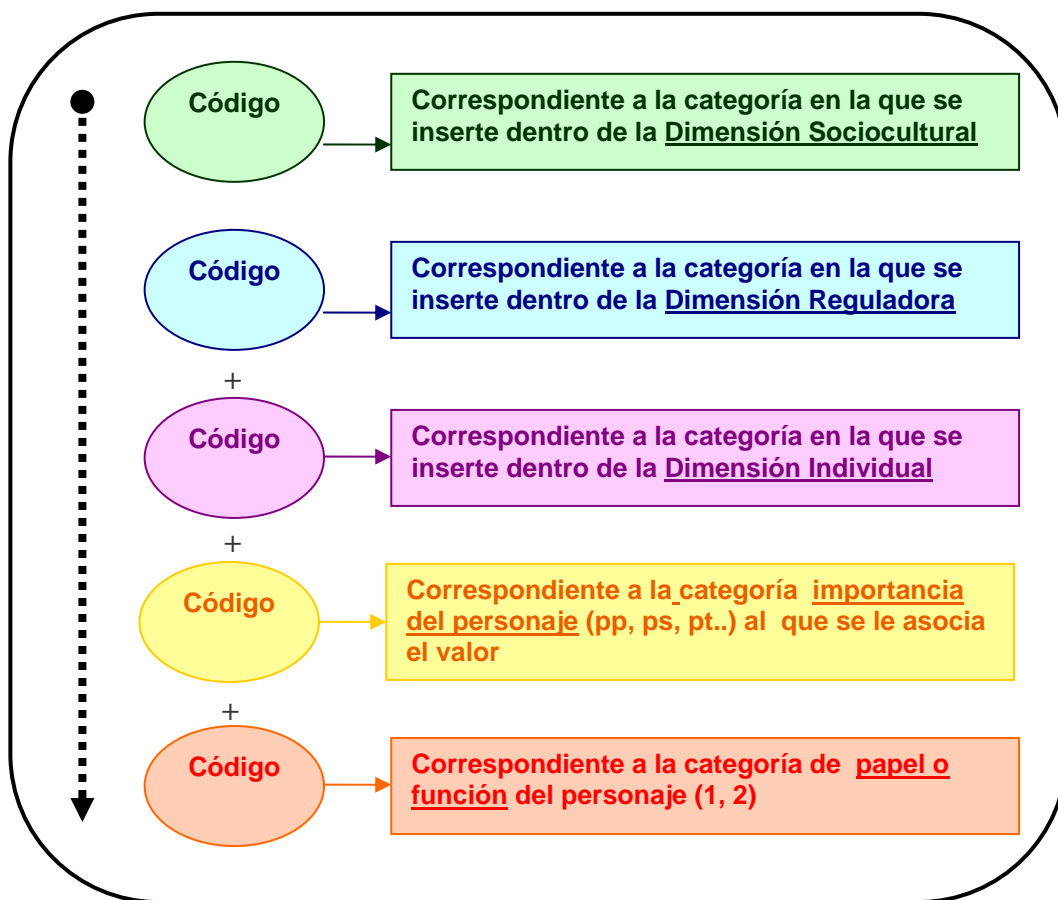 Código
Correspondiente a la categoría en la que se
inserte dentro de la Dimensión Sociocultural
Código
Correspondiente a la categoría en la que se
inserte dentro de la Dimensión Reguladora
+
Código
Correspondiente a la categoría en la que se
inserte dentro de la Dimensión Individual
+
Código
Correspondiente a la categoría importancia
del personaje (pp, ps, pt..) al que se le asocia
el valor
+
Código
Correspondiente a la categoría de papel o
función del personaje (1, 2)